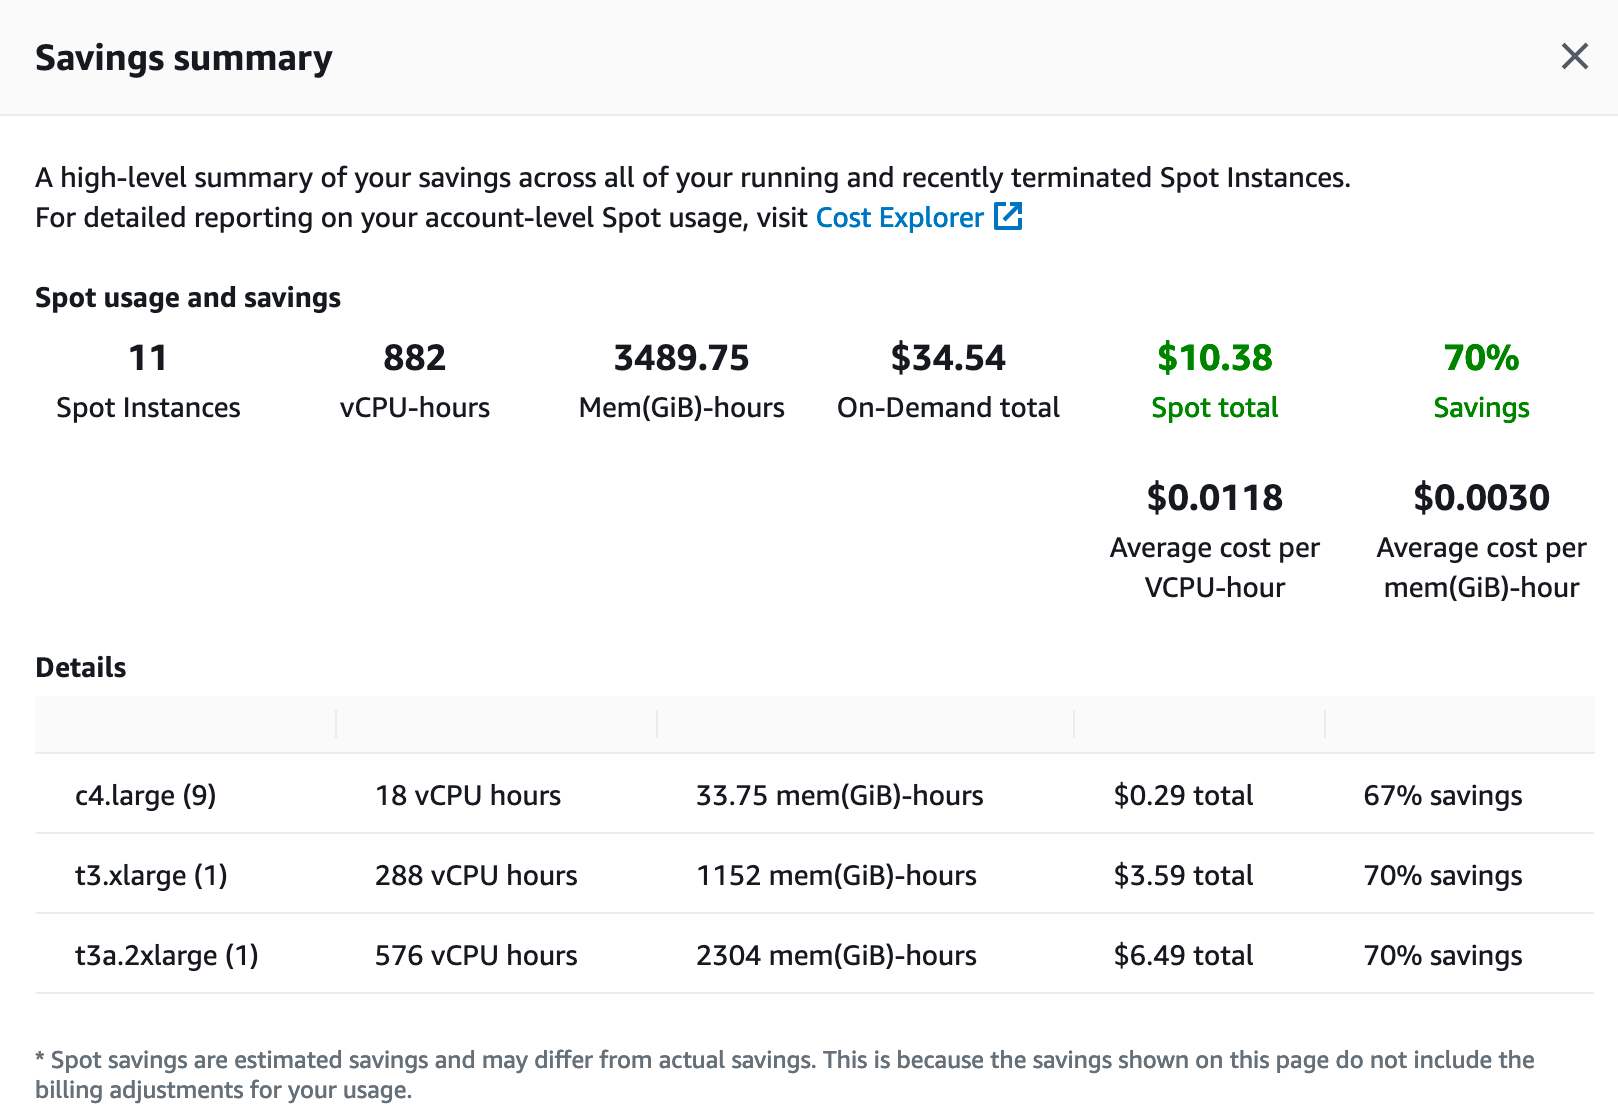 Savings summary
A high-level summary of your savings across all of your running and recently terminated Spot Instances.
For detailed reporting on your account-level Spot usage, visit Cost Explorer
Spot usage and savings
11 882 3489.75 $34.54 $10.38 70%
Spot Instances vCPU-hours Mem(GiB)-hours On-Demand total Spot total Savings
$0.0118 $0.0030
Average cost per Average cost per
VCPU-hour mem(GiB)-hour
Details
c4.large (9) 18 vCPU hours 33.75 mem(GiB)-hours $0.29 total 67% savings
t3.xlarge (1) 288 vCPU hours 1152 mem(GiB)-hours $3.59 total 70% savings
t3a.2xlarge (1) 576 vCPU hours 2304 mem(GiB)-hours $6.49 total 70% savings
* Spot savings are estimated savings and may differ from actual savings. This is because the savings shown on this page do not include the
billing adjustments for your usage.